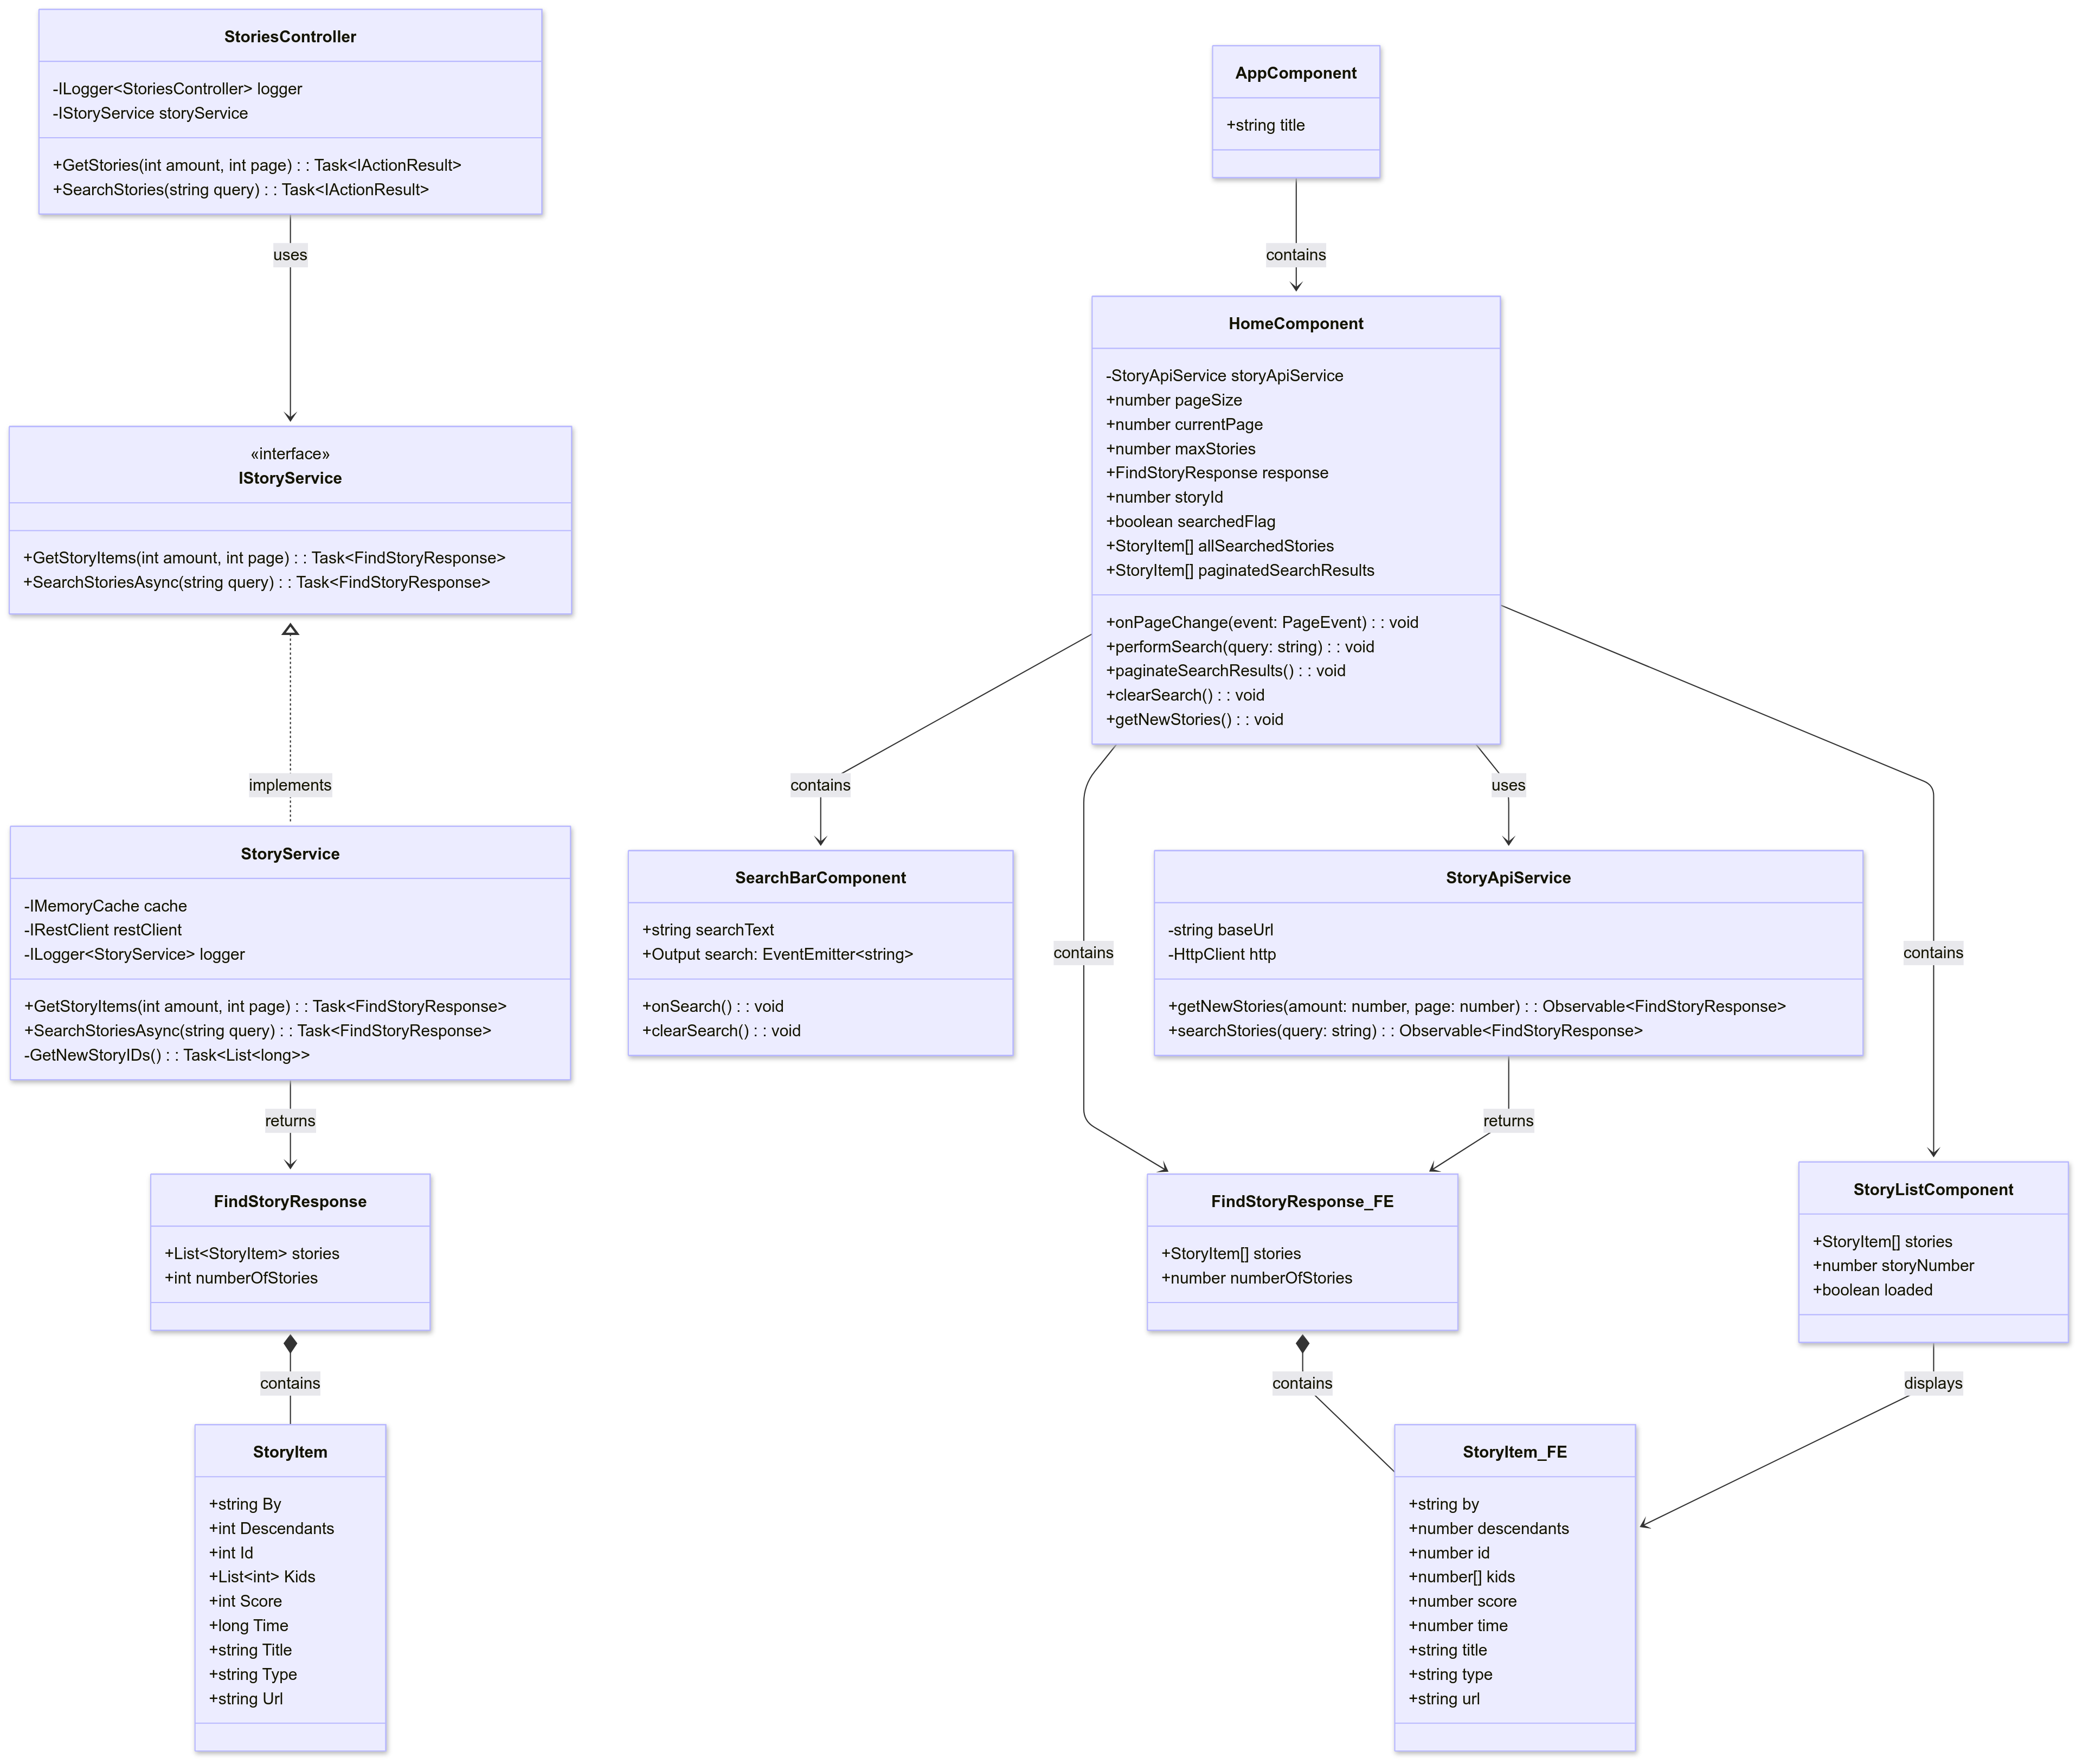 StoriesController
-ILogger<StoriesController> logger
-IStoryService storyService
+GetStories(int amount, int page) : : Task<IActionResult>
+SearchStories(string query) : : Task<IActionResult>
uses
«interface»
IStoryService
+GetStoryItems(int amount, int page) : : Task<FindStoryResponse>
+SearchStoriesAsync(string query) : : Task<FindStoryResponse>
implements
StoryService
-IMemoryCache cache
-IRestClient restClient
-ILogger<StoryService> logger
+GetStoryItems(int amount, int page) : : Task<FindStoryResponse>
+SearchStoriesAsync(string query) : : Task<FindStoryResponse>
-GetNewStoryIDs() : : Task<List<long>>
returns
FindStoryResponse
+List<StoryItem> stories
+int numberOfStories
contains
StoryItem
+string By
+int Descendants
+int Id
+List<int> Kids
+int Score
+long Time
+string Title
+string Type
+string Url
AppComponent
+string title
contains
HomeComponent
-StoryApiService storyApiService
+number pageSize
+number currentPage
+number maxStories
+FindStoryResponse response
+number storyId
+boolean searchedFlag
+StoryItem[] allSearchedStories
+StoryItem[] paginatedSearchResults
+onPageChange(event: PageEvent) : : void
+performSearch(query: string) : : void
+paginateSearchResults() : : void
+clearSearch() : : void
+getNewStories() : : void
contains
uses
SearchBarComponent
+string searchText
+Output search: EventEmitter<string>
+onSearch() : : void
+clearSearch() : : void
contains
StoryApiService
-string baseUrl
-HttpClient http
+getNewStories(amount: number, page: number) : : Observable<FindStoryResponse>
+searchStories(query: string) : : Observable<FindStoryResponse>
contains
returns
FindStoryResponse_FE
+StoryItem[] stories
+number numberOfStories
StoryListComponent
+StoryItem[] stories
+number storyNumber
+boolean loaded
contains
displays
StoryItem_FE
+string by
+number descendants
+number id
+number[] kids
+number score
+number time
+string title
+string type
+string url